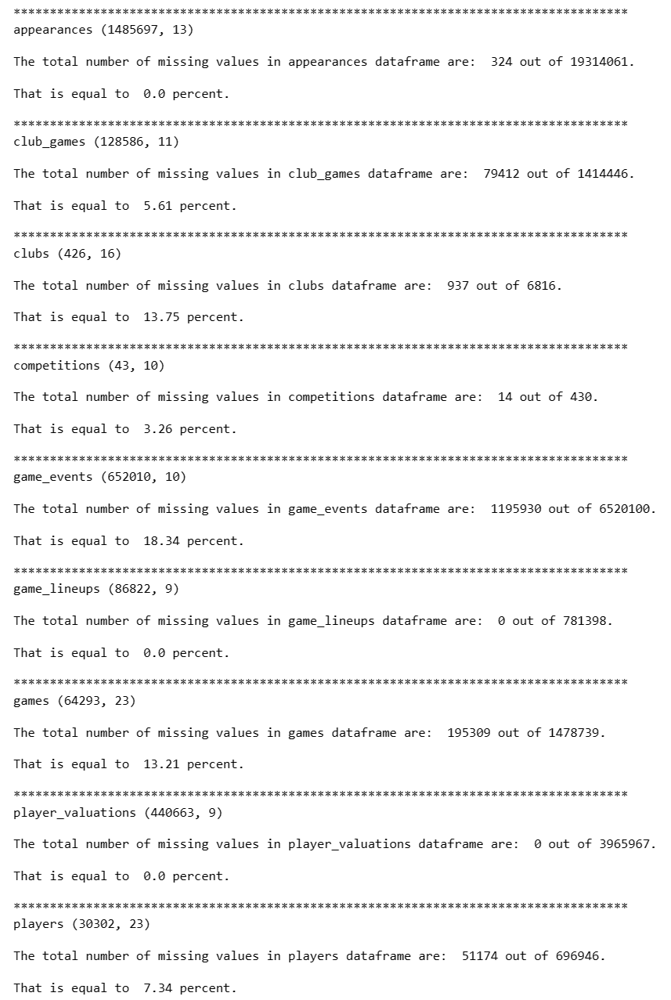 *************************************************************************************
appearances (1485697, 13)
The total number of missing values in appearances dataframe are:  324 out of 19314061.
That is equal to  0.0 percent.
*************************************************************************************
club_games (128586, 11)
The total number of missing values in club_games dataframe are:  79412 out of 1414446.
That is equal to  5.61 percent.
*************************************************************************************
clubs (426, 16)
The total number of missing values in clubs dataframe are:  937 out of 6816.
That is equal to  13.75 percent.
*************************************************************************************
competitions (43, 10)
The total number of missing values in competitions dataframe are:  14 out of 430.
That is equal to  3.26 percent.
*************************************************************************************
game_events (652010, 10)
The total number of missing values in game_events dataframe are:  1195930 out of 6520100.
That is equal to  18.34 percent.
*************************************************************************************
game_lineups (86822, 9)
The total number of missing values in game_lineups dataframe are:  0 out of 781398.
That is equal to  0.0 percent.
*************************************************************************************
games (64293, 23)
The total number of missing values in games dataframe are:  195309 out of 1478739.
That is equal to  13.21 percent.
*************************************************************************************
player_valuations (440663, 9)
The total number of missing values in player_valuations dataframe are:  0 out of 3965967.
That is equal to  0.0 percent.
*************************************************************************************
players (30302, 23)
The total number of missing values in players dataframe are:  51174 out of 696946.
That is equal to  7.34 percent.